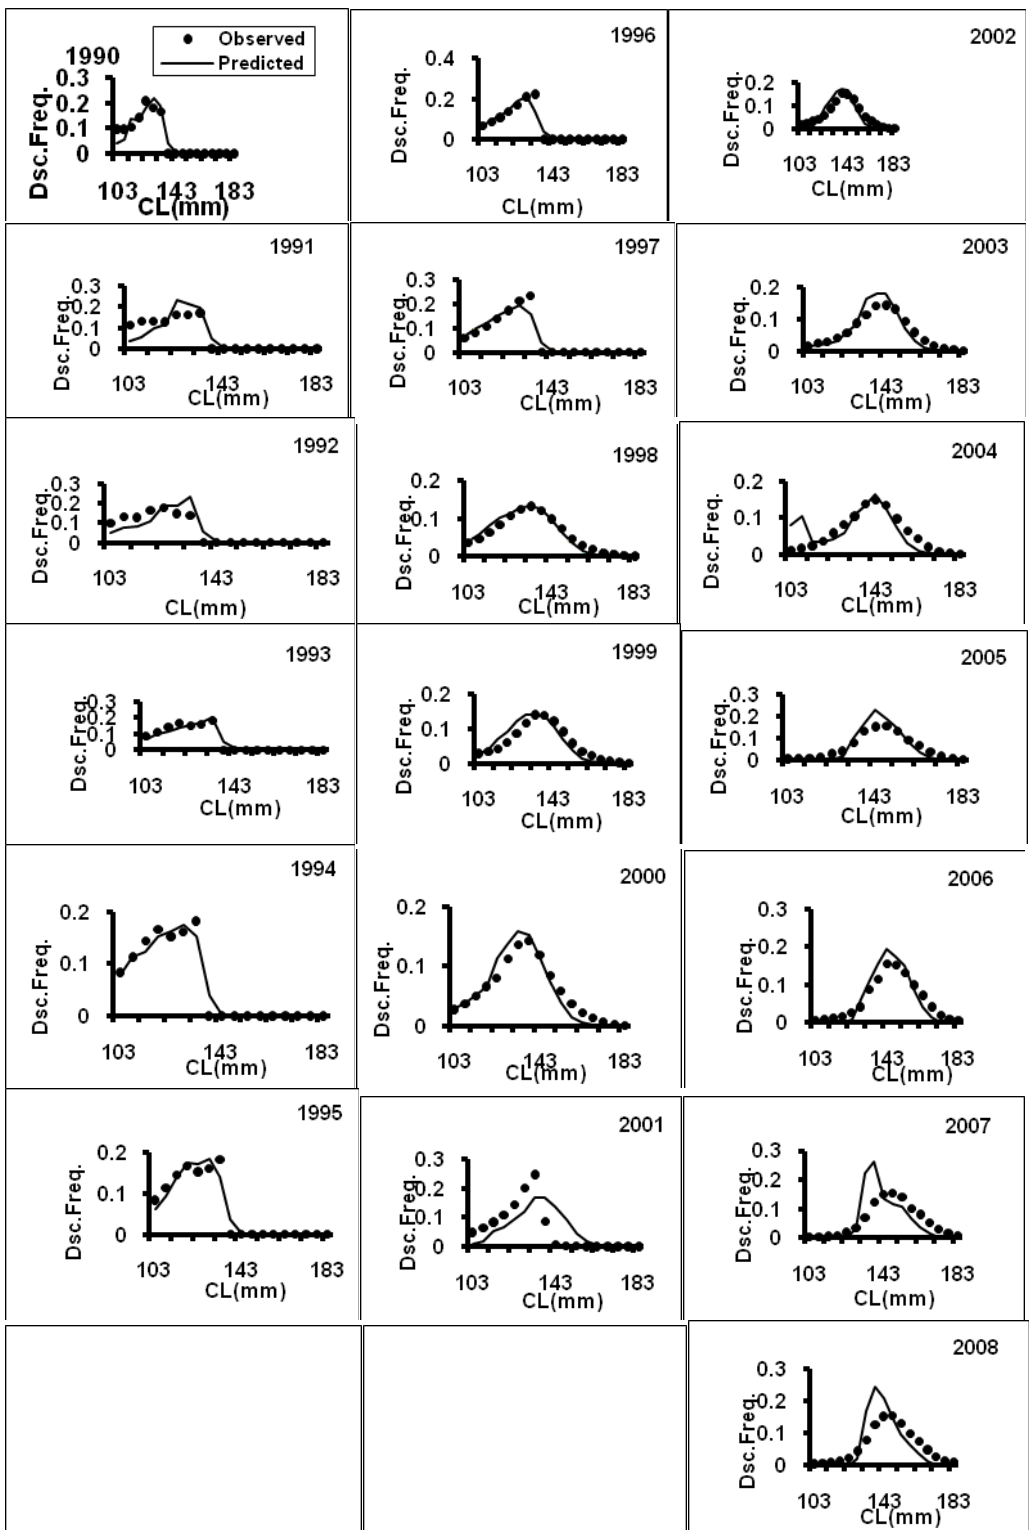 1990
Observed
Predicted
Dsc.Freq.
0.3
0.2
0.1
0
103 143 183
CL(mm)
1996
0.4
0.2
0
Dsc.Freq.
103 143 183
CL(mm)
2002
0.2
0.1
0
Dsc.Freq.
103 143 183
CL(mm)
1991
0.3
0.2
0.1
0
Dsc.Freq.
103 143 183
CL(mm)
1997
0.3
0.2
0.1
0
Dsc.Freq.
103 143 183
CL(mm)
2003
0.2
0.1
0
Dsc.Freq.
103 143 183
CL(mm)
1992
0.3
0.2
0.1
0
Dsc.Freq.
103 143 183
CL(mm)
1998
0.2
0.1
0
Dsc.Freq.
103 143 183
CL(mm)
2004
0.2
0.1
0
Dsc.Freq.
103 143 183
CL(mm)
1993
0.3
0.2
0.1
0
Dsc.Freq.
103 143 183
CL(mm)
1999
0.2
0.1
0
Dsc.Freq.
103 143 183
CL(mm)
2005
0.3
0.2
0.1
0
Dsc.Freq.
103 143 183
CL(mm)
1994
0.2
0.1
0
Dsc.Freq.
103 143 183
CL(mm)
2000
0.2
0.1
0
Dsc.Freq.
103 143 183
CL(mm)
2006
0.3
0.2
0.1
0
Dsc.Freq.
103 143 183
CL(mm)
1995
0.2
0.1
0
Dsc.Freq.
103 143 183
CL(mm)
2001
0.3
0.2
0.1
0
Dsc.Freq.
103 143 183
CL(mm)
2007
0.3
0.2
0.1
0
Dsc.Freq.
103 143 183
CL(mm)
2008
0.3
0.2
0.1
0
Dsc.Freq.
103 143 183
CL(mm)